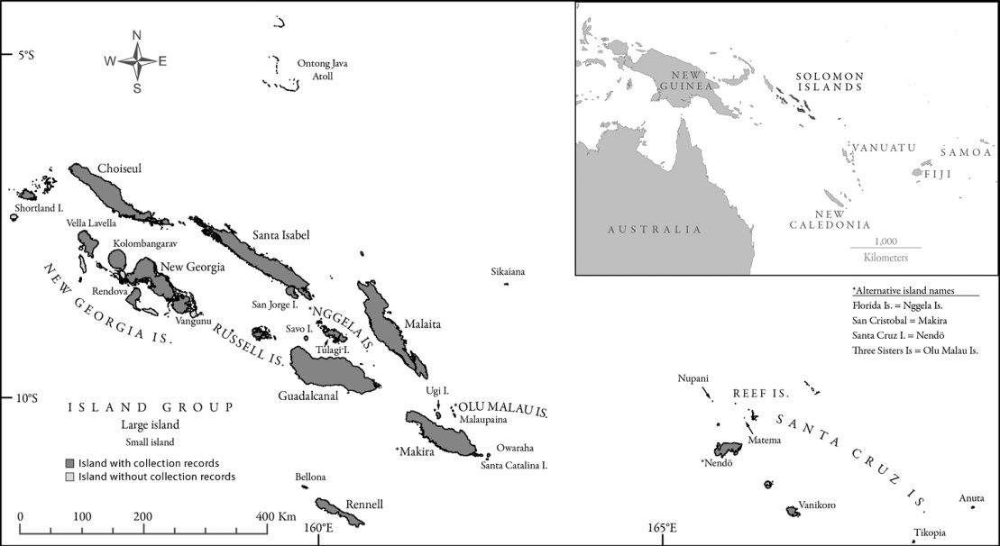 N
W E
S
5°S
Ontong Java
Atoll
Choiseul
Shortland I.
Vella Lavella
Kolombangarav
Santa Isabel
New Georgia
Rendova
Vangunu
NEW GEORGIA IS.
San Jorge I.
*NGGELA IS.
Savo I.
Tulagi I.
RUSSELL IS.
Malaita
Sikaiana
Guadalcanal
10°S
Ugi I.
*OLU MALAU IS.
Malaupaina
*Makira
Owaraha
Santa Catalina I.
Bellona
Rennell
ISLAND GROUP
Large island
Small island
Island with collection records
Island without collection records
0 100 200 400 Km
160°E
165°E
NEW
GUINEA
SOLOMON
ISLANDS
VANUATU
SAMOA
FIJI
NEW
CALEDONIA
AUSTRALIA
1,000
Kilometers
*Alternative island names
Florida Is. = Nggela Is.
San Cristobal = Makira
Santa Cruz I. = Nendö
Three Sisters Is = Olu Malau Is.
Nupani
REEF IS.
SANTA CRUZ IS.
Matema
*Nendö
Vanikoro
Anuta
Tikopia